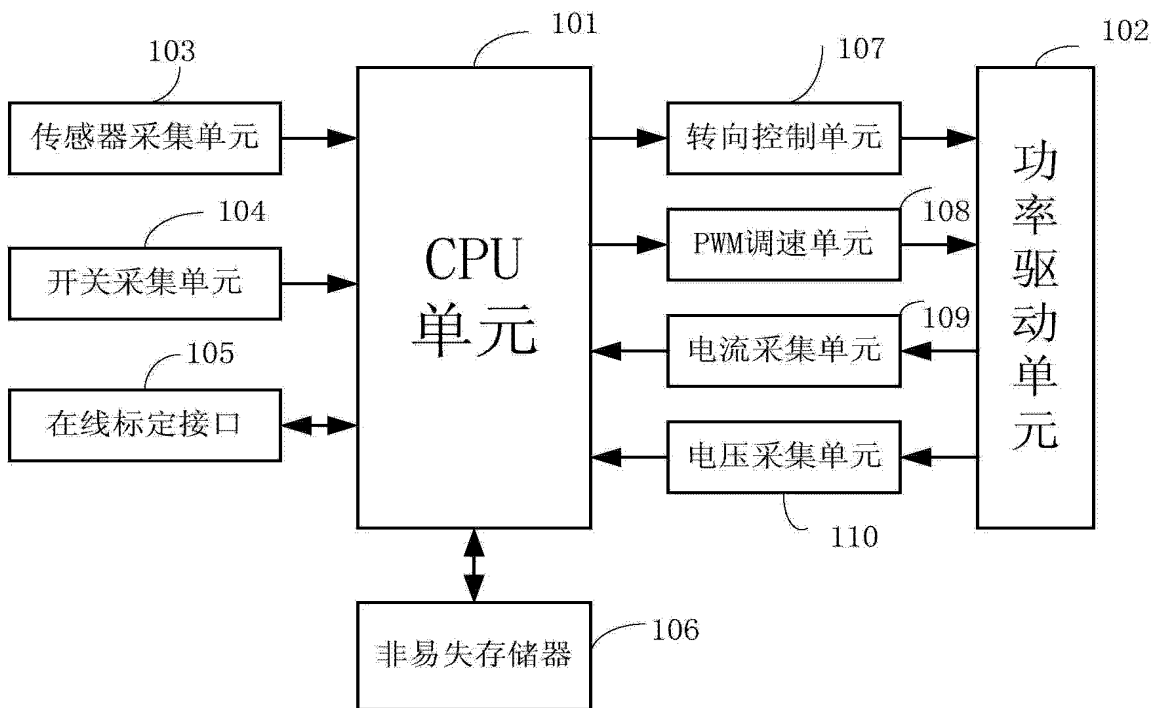 103
传感器采集单元
104
开关采集单元
105
在线标定接口
101
CPU
单元
106
非易失存储器
107
转向控制单元
108
PWM调速单元
109
电流采集单元
电压采集单元
110
102
功率驱动单元